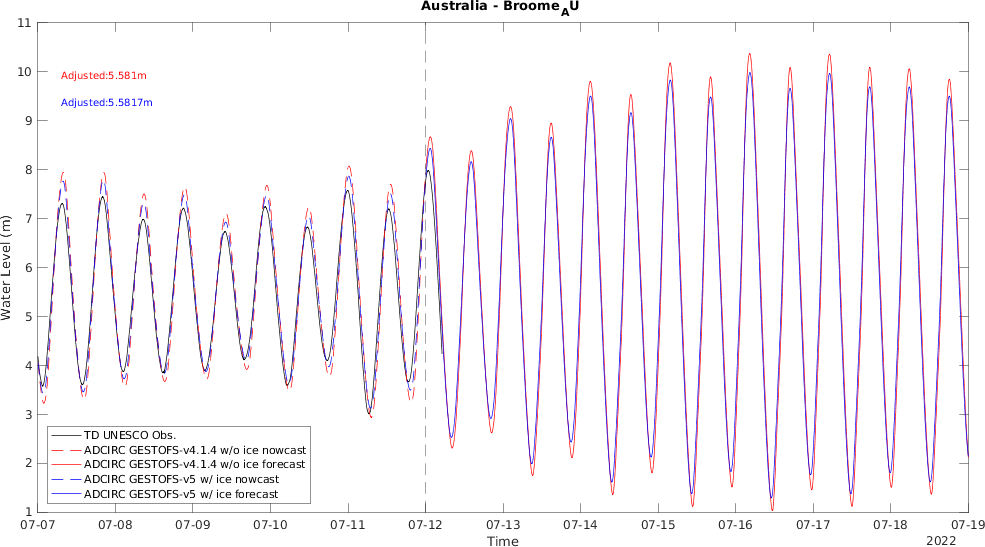 Australia - Broome_AU
11
10
9
8
7
6
5
4
3
2
1
Water Level (m)
Adjusted:5.581m
Adjusted:5.5817m
TD UNESCO Obs.
ADCIRC GESTOFS-v4.1.4 w/o ice nowcast
ADCIRC GESTOFS-v4.1.4 w/o ice forecast
ADCIRC GESTOFS-v5 w/ ice nowcast
ADCIRC GESTOFS-v5 w/ ice forecast
07-07 07-08 07-09 07-10 07-11 07-12 07-13 07-14 07-15 07-16 07-17 07-18 07-19
Time
2022